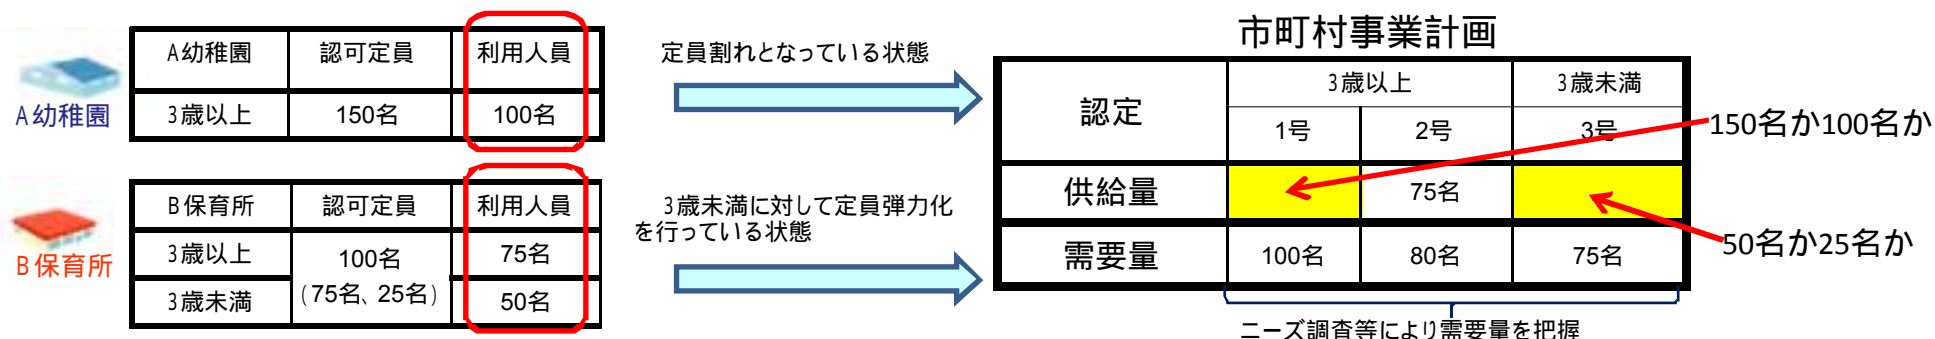 市町村事業計画
A幼稚園
A幼稚園 認可定員 利用人員
3歳以上 150名 100名
定員割れとなっている状態
B保育所
B保育所 認可定員 利用人員
3歳以上 100名 75名
3歳未満 (75名、25名) 50名
3歳未満に対して定員弾力化
を行っている状態
認定 3歳以上 3歳未満
1号 2号 3号
供給量 75名
需要量 100名 80名 75名
150名か100名か
50名か25名か
ニーズ調査等により需要量を把握